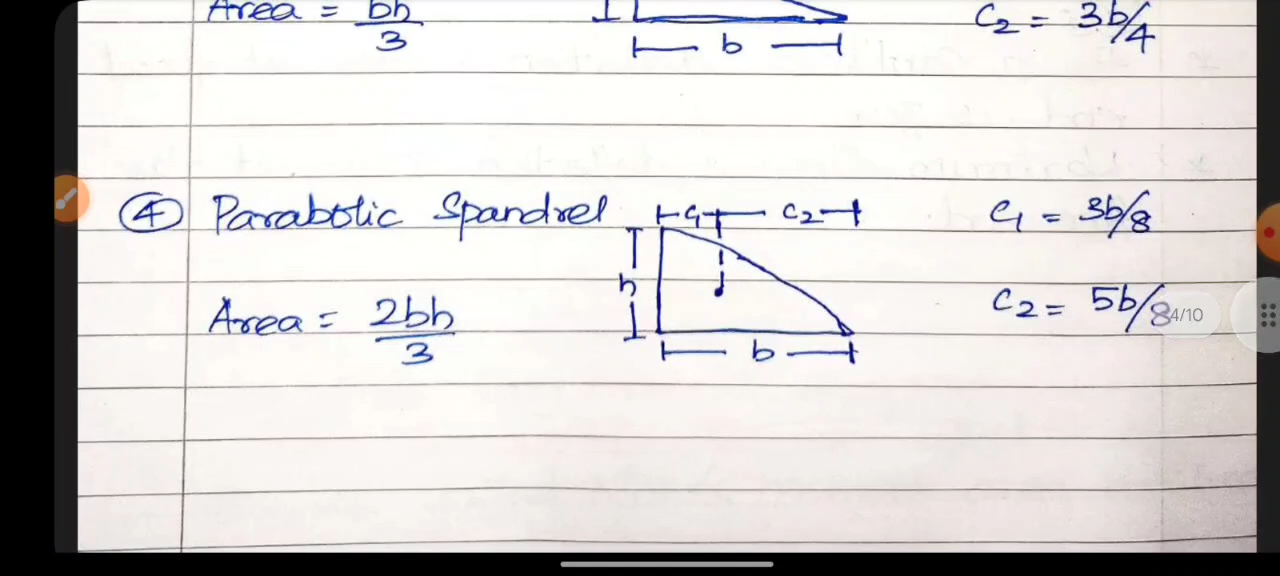 Area = bh/3
b
C2 = 3b/4
④ Parabolic Spandrel
C1 C2
C1 = 3b/8
h
Area = 2bh/3
C2 = 5b/8
4/10
b